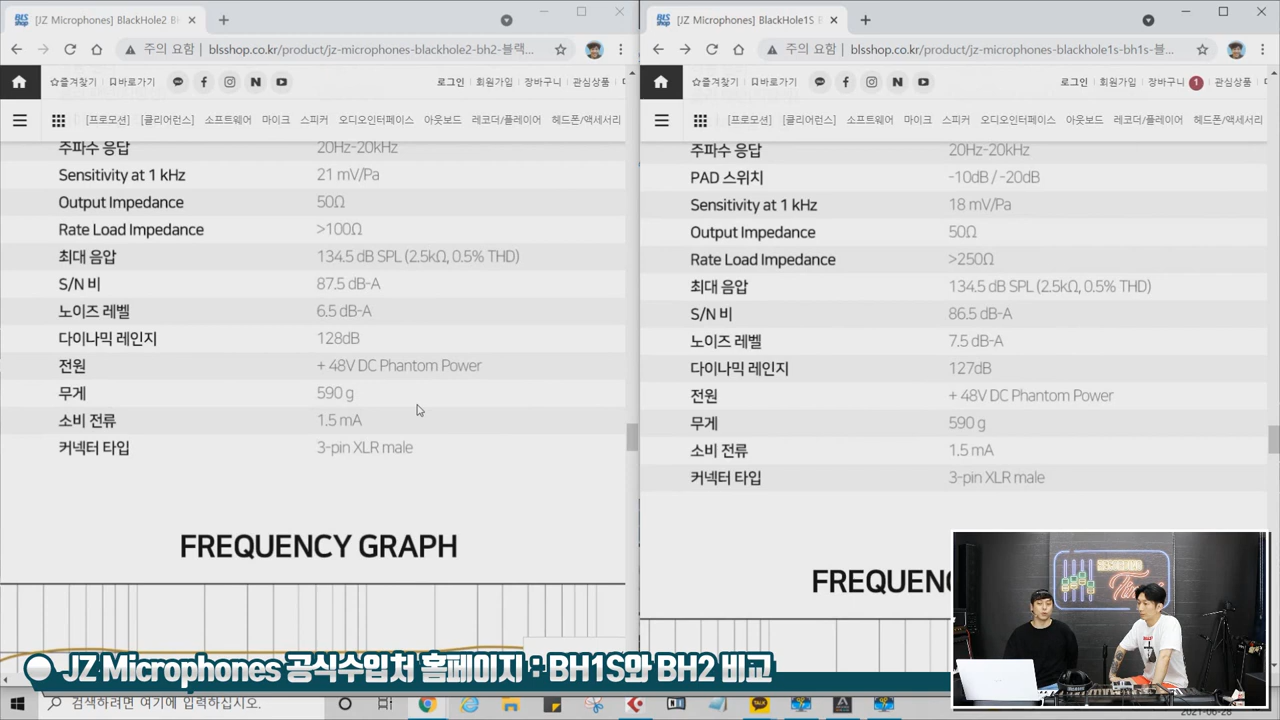 [JZ Microphones] BlackHole2 BH
주의 요함
blsshop.co.kr/product/jz-microphones-blackhole2-bh2-블랙...
☆즐겨찾기
바로가기
로그인 회원가입 장바구니 관심상품
[프로모션] [클리어런스] 소프트웨어 마이크 스피커 오디오인터페이스 아웃보드 레코더/플레이어 헤드폰/액세서리
주파수 응답 20Hz-20kHz
Sensitivity at 1 kHz 21 mV/Pa
Output Impedance 50Ω
Rate Load Impedance >100Ω
최대 음압 134.5 dB SPL (2.5kΩ, 0.5% THD)
S/N 비 87.5 dB-A
노이즈 레벨 6.5 dB-A
다이나믹 레인지 128dB
전원 + 48V DC Phantom Power
무게 590 g
소비 전류 1.5 mA
커넥터 타입 3-pin XLR male
FREQUENCY GRAPH
[JZ Microphones] BlackHole1S B
주의 요함
blsshop.co.kr/product/jz-microphones-blackhole1s-bh1s-블...
☆즐겨찾기
바로가기
로그인 회원가입 장바구니 1 관심상품
[프로모션] [클리어런스] 소프트웨어 마이크 스피커 오디오인터페이스 아웃보드 레코더/플레이어 헤드폰/액세서리
주파수 응답 20Hz-20kHz
PAD 스위치 -10dB / -20dB
Sensitivity at 1 kHz 18 mV/Pa
Output Impedance 50Ω
Rate Load Impedance >250Ω
최대 음압 134.5 dB SPL (2.5kΩ, 0.5% THD)
S/N 비 86.5 dB-A
노이즈 레벨 7.5 dB-A
다이나믹 레인지 127dB
전원 + 48V DC Phantom Power
무게 590 g
소비 전류 1.5 mA
커넥터 타입 3-pin XLR male
FREQUENC
JZ Microphones 공식수입처 홈페이지 : BH1S와 BH2 비교
검색하려면 여기에 입력하십시오.
2021-06-28